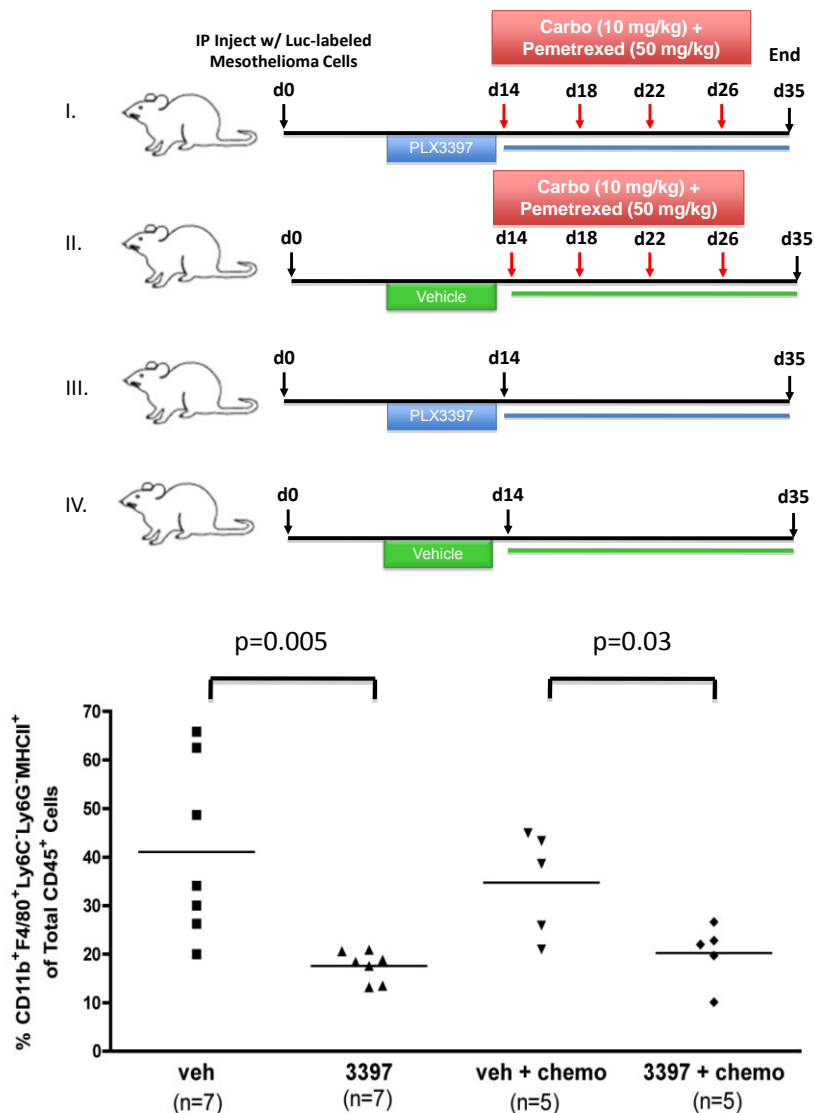 IP Inject w/ Luc-labeled
Mesothelioma Cells
Carbo (10 mg/kg) +
Pemetrexed (50 mg/kg)
End
I.
d0
d14
d18
d22
d26
d35
PLX3397
Carbo (10 mg/kg) +
Pemetrexed (50 mg/kg)
II.
d0
d14
d18
d22
d26
d35
Vehicle
III.
d0
d14
d35
PLX3397
IV.
d0
d14
d35
Vehicle
p=0.005
p=0.03
% CD11b⁺F4/80⁺Ly6C⁻Ly6G⁻MHCII⁺
of Total CD45⁺ Cells
70
60
50
40
30
20
10
0
veh
3397
veh + chemo
3397 + chemo
(n=7)
(n=7)
(n=5)
(n=5)